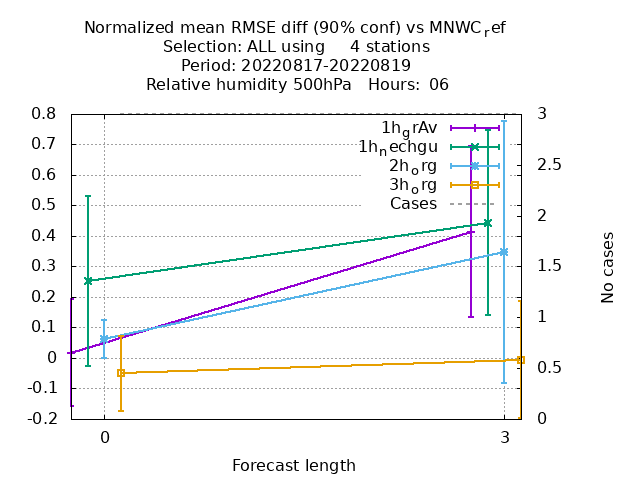 Normalized mean RMSE diff (90% conf) vs MNWC_ref
Selection: ALL using     4 stations
Period: 20220817-20220819
Relative humidity 500hPa   Hours:  06
0.8
0.7
0.6
0.5
0.4
0.3
0.2
0.1
0
-0.1
-0.2
3
2.5
2
1.5
1
0.5
0
1h_grAv
1h_nechgu
2h_org
3h_org
Cases
No cases
0
3
Forecast length